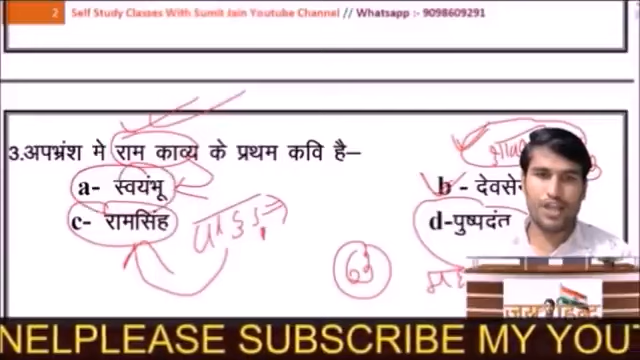 2 Self Study Classes With Sumit Jain Youtube Channel // Whatsapp :- 9098609291
3.अपभ्रंश मे राम काव्य के प्रथम कवि है–
a- स्वयंभू
b - देवसे
c- रामसिंह
d-पुष्पदंत
NELPLEASE SUBSCRIBE MY YOU